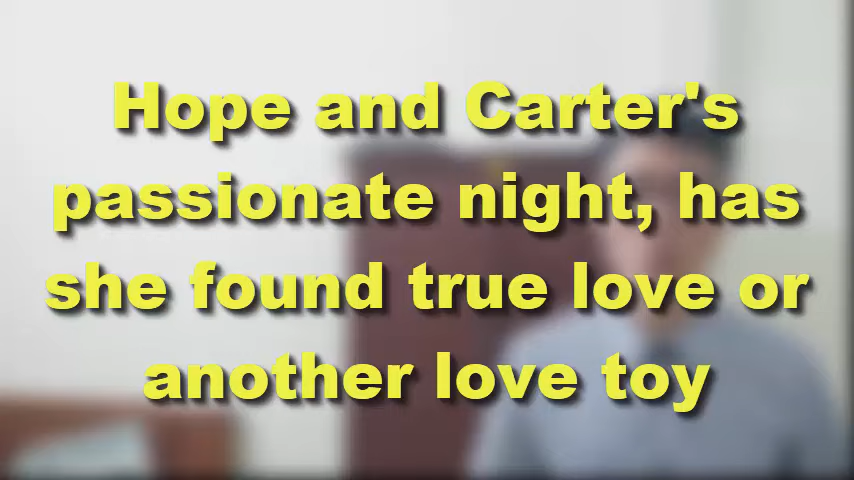 Hope and Carter's
passionate night, has
she found true love or
another love toy